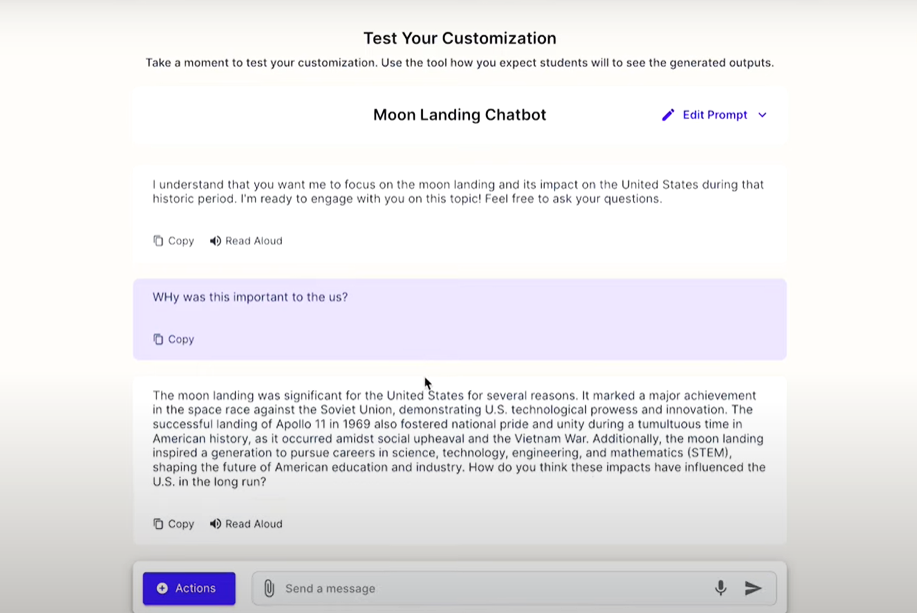 Test Your Customization
Take a moment to test your customization. Use the tool how you expect students will to see the generated outputs.
Moon Landing Chatbot
Edit Prompt
I understand that you want me to focus on the moon landing and its impact on the United States during that
historic period. I'm ready to engage with you on this topic! Feel free to ask your questions.
Copy Read Aloud
WHy was this important to the us?
Copy
The moon landing was significant for the United States for several reasons. It marked a major achievement
in the space race against the Soviet Union, demonstrating U.S. technological prowess and innovation. The
successful landing of Apollo 11 in 1969 also fostered national pride and unity during a tumultuous time in
American history, as it occurred amidst social upheaval and the Vietnam War. Additionally, the moon landing
inspired a generation to pursue careers in science, technology, engineering, and mathematics (STEM),
shaping the future of American education and industry. How do you think these impacts have influenced the
U.S. in the long run?
Copy Read Aloud
Actions
Send a message